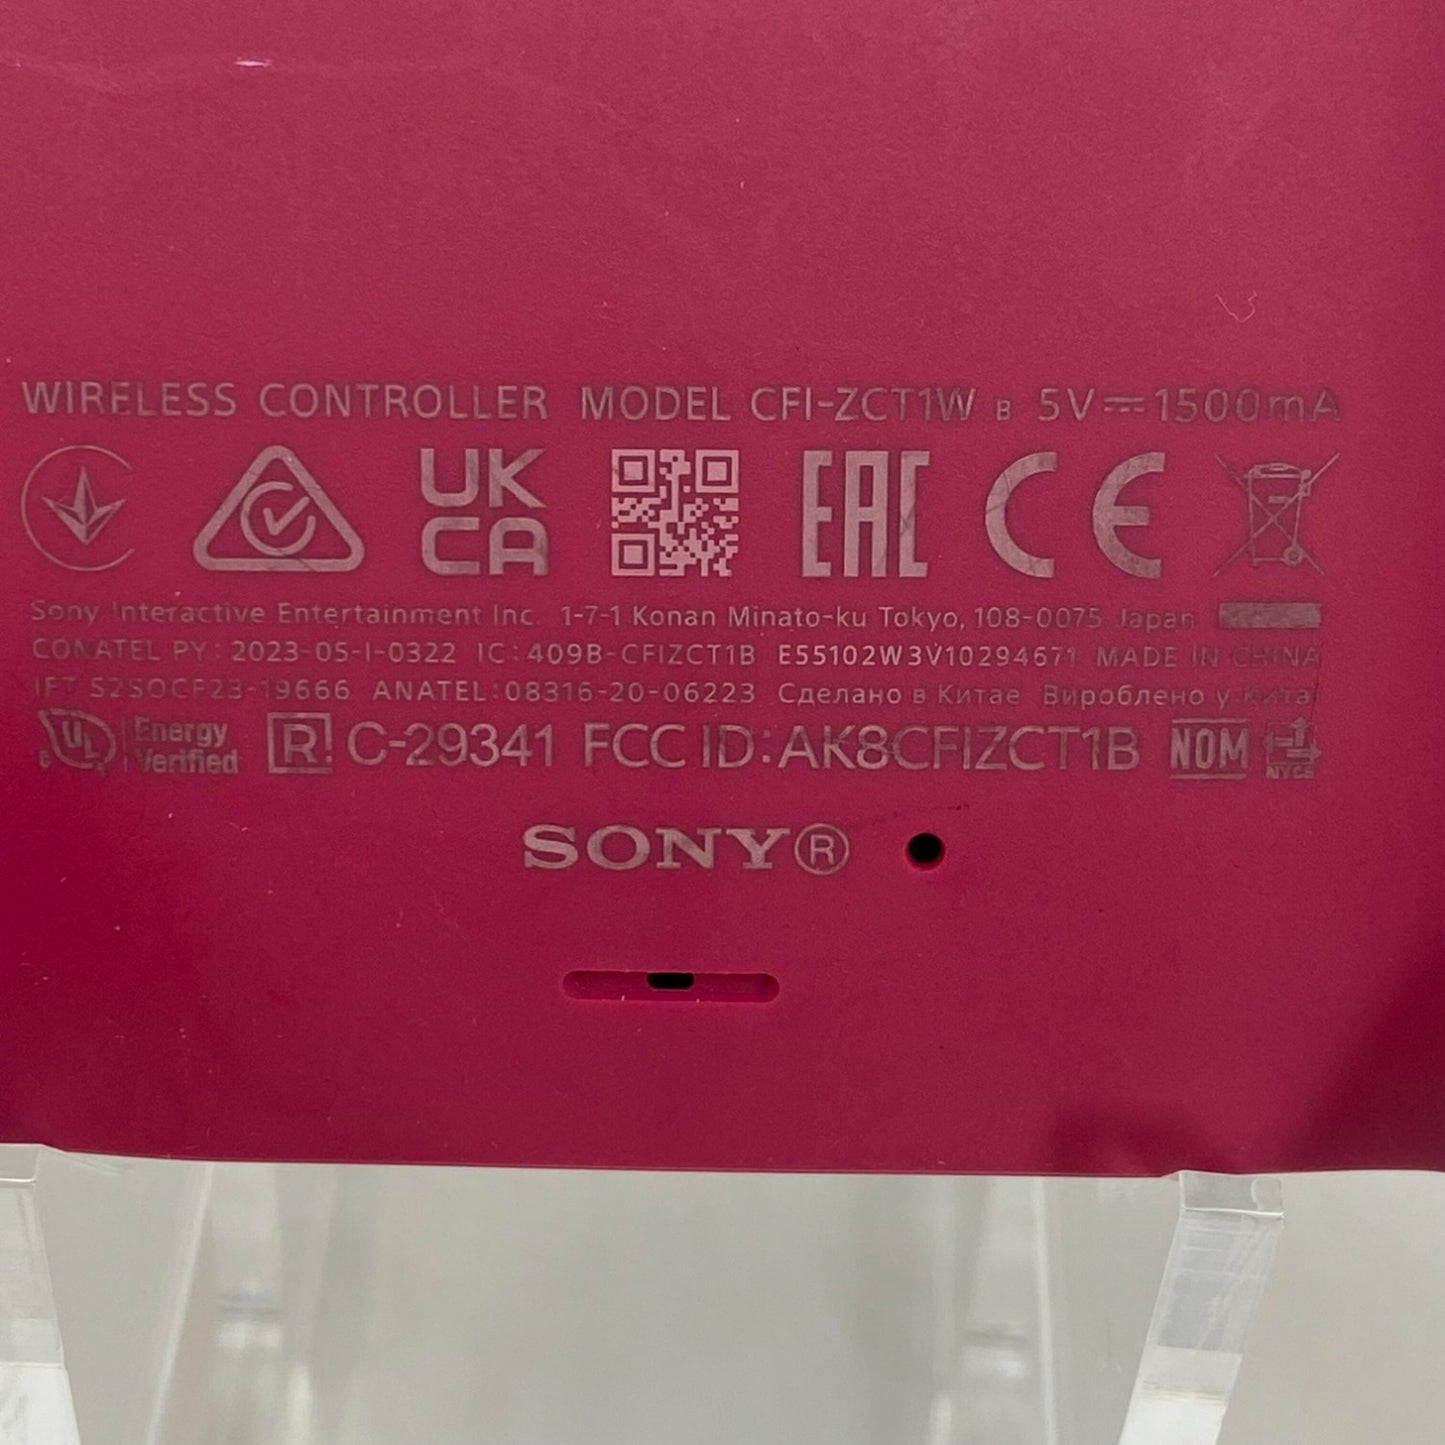 WIRELESS CONTROLLER MODEL CFI-ZCT1W B 5V⎓1500mA
UK
CA
EAC CE
Sony Interactive Entertainment Inc. 1-7-1 Konan Minato-ku Tokyo, 108-0075 Japan
CONATEL PY: 2023-05-I-0322 IC: 409B-CFIZCT1B E55102W3V10294671 MADE IN CHINA
IFT S2SOCF23-19666 ANATEL: 08316-20-06223 Сделано в Китае Вироблено у Китаї
UL Energy Verified R! C-29341 FCC ID: AK8CFIZCT1B NOM NYCE
SONY®